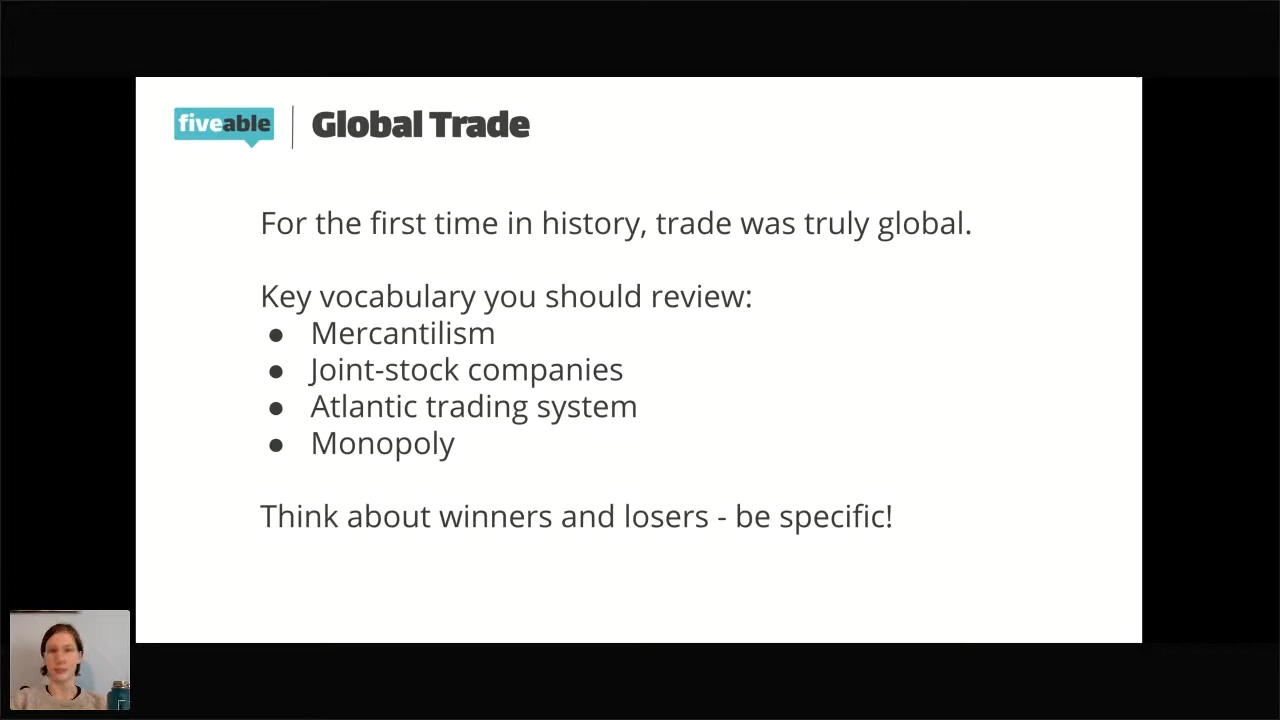 fiveable
Global Trade
For the first time in history, trade was truly global.
Key vocabulary you should review:
● Mercantilism
● Joint-stock companies
● Atlantic trading system
● Monopoly
Think about winners and losers - be specific!